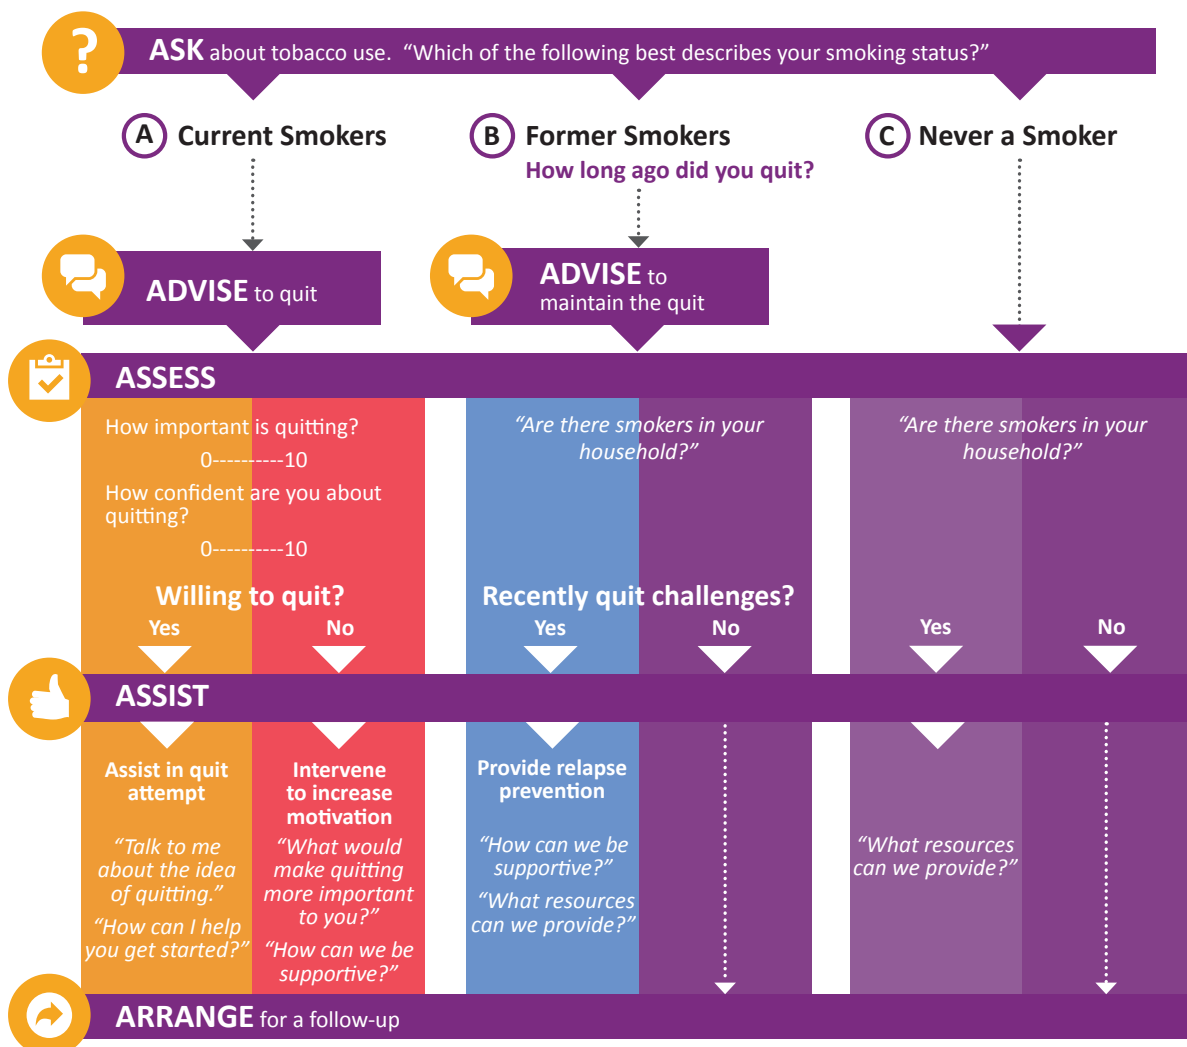 ?
ASK about tobacco use. “Which of the following best describes your smoking status?”
A Current Smokers
B Former Smokers
How long ago did you quit?
C Never a Smoker
ADVISE to quit
ADVISE to
maintain the quit
ASSESS
How important is quitting?
0----------10
How confident are you about
quitting?
0----------10
Willing to quit?
Yes
No
“Are there smokers in your
household?”
Recently quit challenges?
Yes
No
“Are there smokers in your
household?”
Yes
No
ASSIST
Assist in quit
attempt
“Talk to me
about the idea
of quitting.”
“How can I help
you get started?”
Intervene
to increase
motivation
“What would
make quitting
more important
to you?”
“How can we be
supportive?”
Provide relapse
prevention
“How can we be
supportive?”
“What resources
can we provide?”
“What resources
can we provide?”
ARRANGE for a follow-up